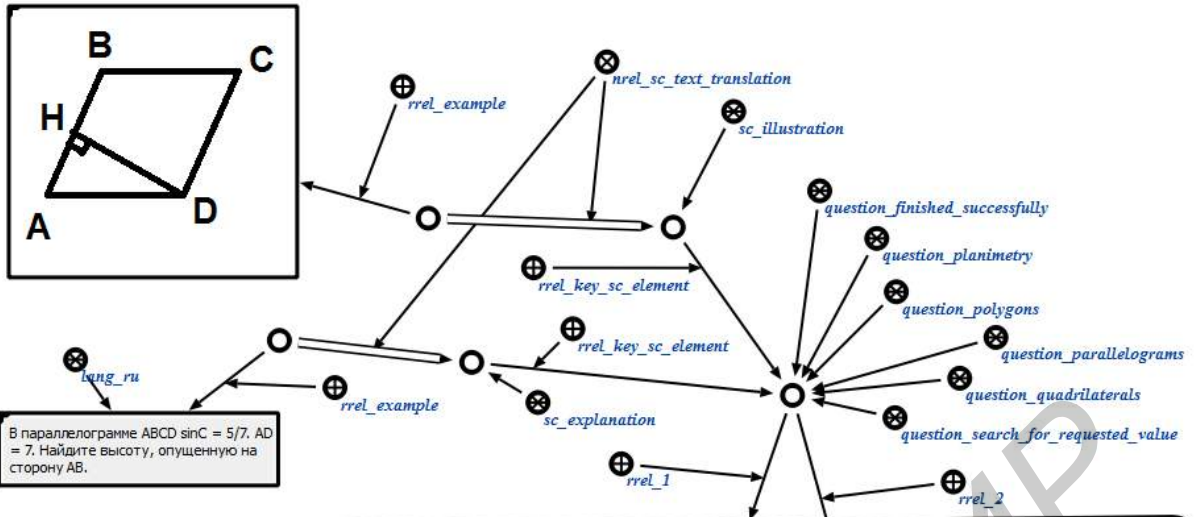 B
C
H
A
D
rrel_example
nrel_sc_text_translation
sc_illustration
question_finished_successfully
question_planimetry
rrel_key_sc_element
question_polygons
rrel_key_sc_element
question_parallelograms
lang_ru
rrel_example
sc_explanation
question_quadrilaterals
question_search_for_requested_value
В параллелограмме ABCD sinC = 5/7. AD
= 7. Найдите высоту, опущенную на
сторону AB.
rrel_1
rrel_2